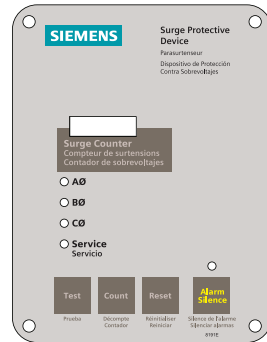 SIEMENS
Surge Protective
Device
Parasurtenseur
Dispositivo de Protección
Contra Sobrevoltajes
Surge Counter
Compteur de surtensions
Contador de sobrevoltajes
AØ
BØ
CØ
Service
Servicio
Test
Count
Reset
Alarm
Silence
Prueba
Décompte
Contador
Réinitialiser
Reiniciar
Silence de l'alarme
Silenciar alarmas